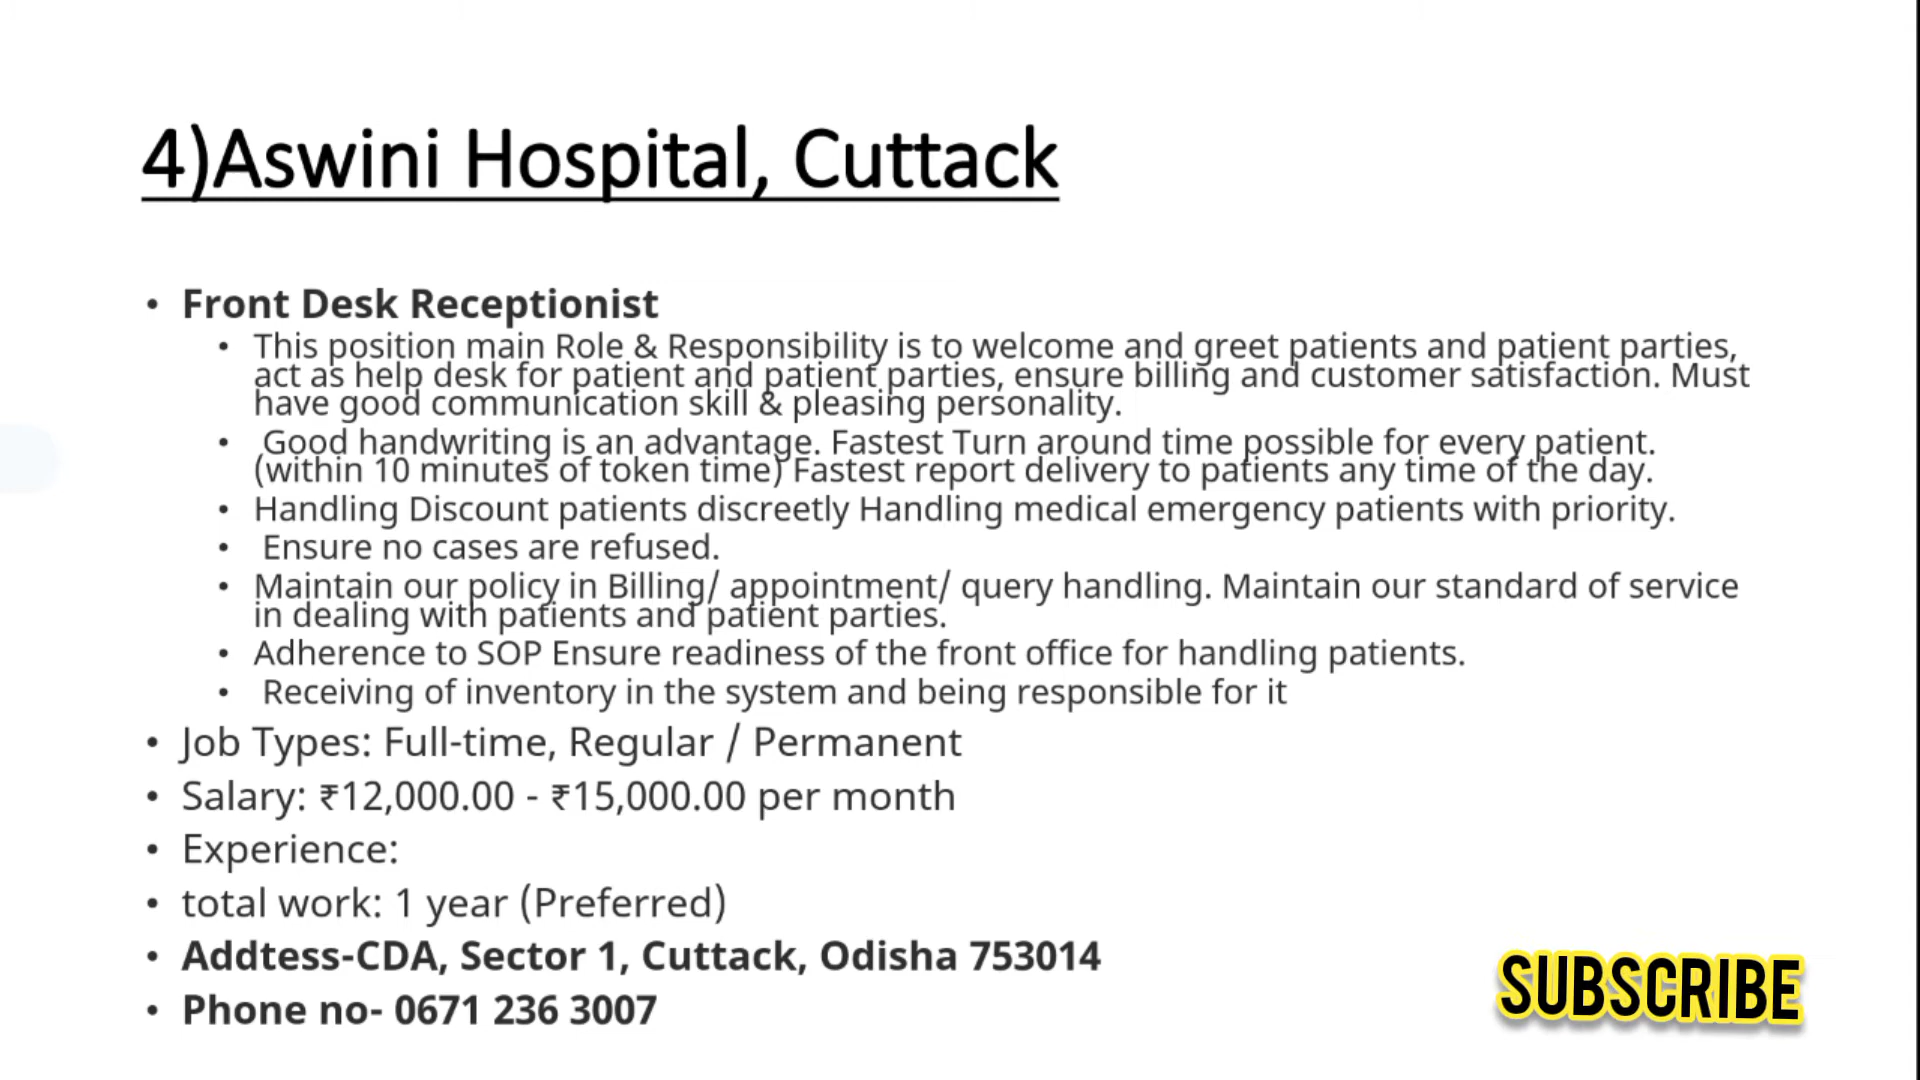 4)Aswini Hospital, Cuttack
• Front Desk Receptionist
• This position main Role & Responsibility is to welcome and greet patients and patient parties,
act as help desk for patient and patient parties, ensure billing and customer satisfaction. Must
have good communication skill & pleasing personality.
• Good handwriting is an advantage. Fastest Turn around time possible for every patient.
(within 10 minutes of token time) Fastest report delivery to patients any time of the day.
• Handling Discount patients discreetly Handling medical emergency patients with priority.
• Ensure no cases are refused.
• Maintain our policy in Billing/ appointment/ query handling. Maintain our standard of service
in dealing with patients and patient parties.
• Adherence to SOP Ensure readiness of the front office for handling patients.
• Receiving of inventory in the system and being responsible for it
• Job Types: Full-time, Regular / Permanent
• Salary: ₹12,000.00 - ₹15,000.00 per month
• Experience:
• total work: 1 year (Preferred)
• Addtess-CDA, Sector 1, Cuttack, Odisha 753014
• Phone no- 0671 236 3007
SUBSCRIBE